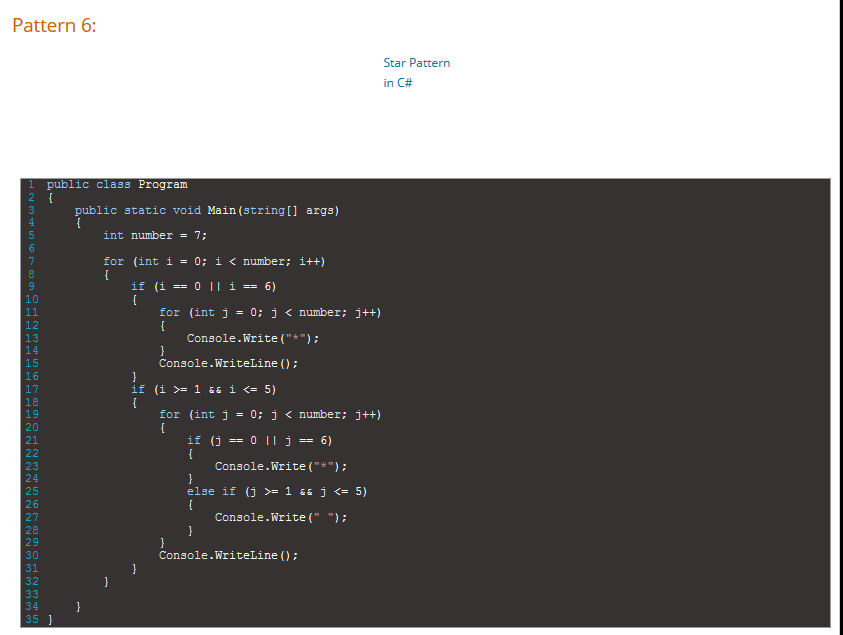 Pattern 6:
Star Pattern
in C#
1 public class Program
2 {
3     public static void Main(string[] args)
4     {
5         int number = 7;
6
7         for (int i = 0; i < number; i++)
8         {
9             if (i == 0 || i == 6)
10             {
11                 for (int j = 0; j < number; j++)
12                 {
13                     Console.Write("*");
14                 }
15                 Console.WriteLine();
16             }
17             if (i >= 1 && i <= 5)
18             {
19                 for (int j = 0; j < number; j++)
20                 {
21                     if (j == 0 || j == 6)
22                     {
23                         Console.Write("*");
24                     }
25                     else if (j >= 1 && j <= 5)
26                     {
27                         Console.Write(" ");
28                     }
29                 }
30                 Console.WriteLine();
31             }
32         }
33
34     }
35 }